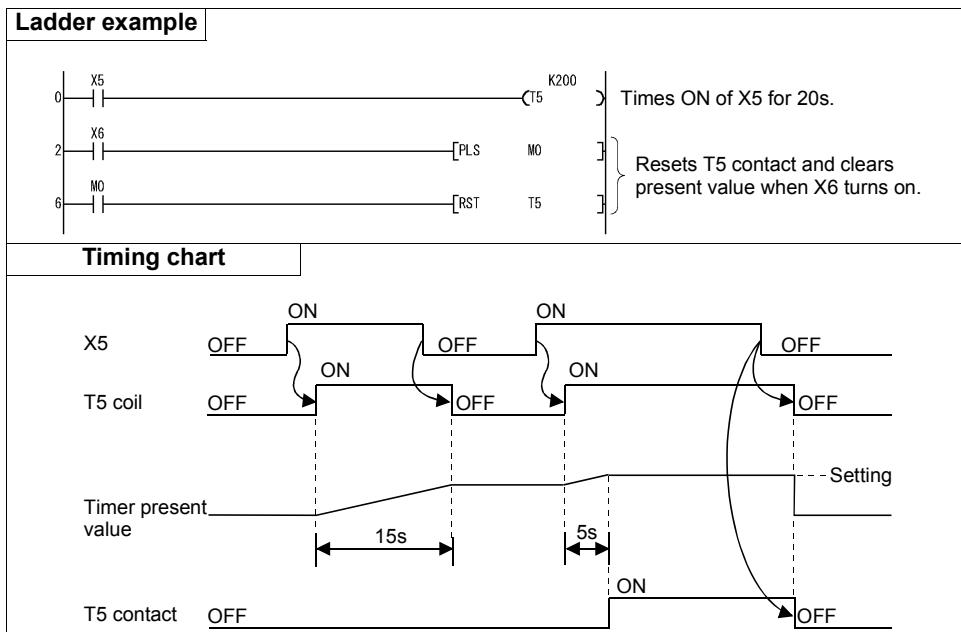 Ladder example
X5 K200
0 (T5 ) Times ON of X5 for 20s.
X6
2 [PLS M0 ] Resets T5 contact and clears
present value when X6 turns on.
M0
6 [RST T5 ]
Timing chart
ON ON
X5 OFF OFF OFF
ON ON
T5 coil OFF OFF OFF
Setting
Timer present
value
15s 5s
ON
T5 contact OFF OFF